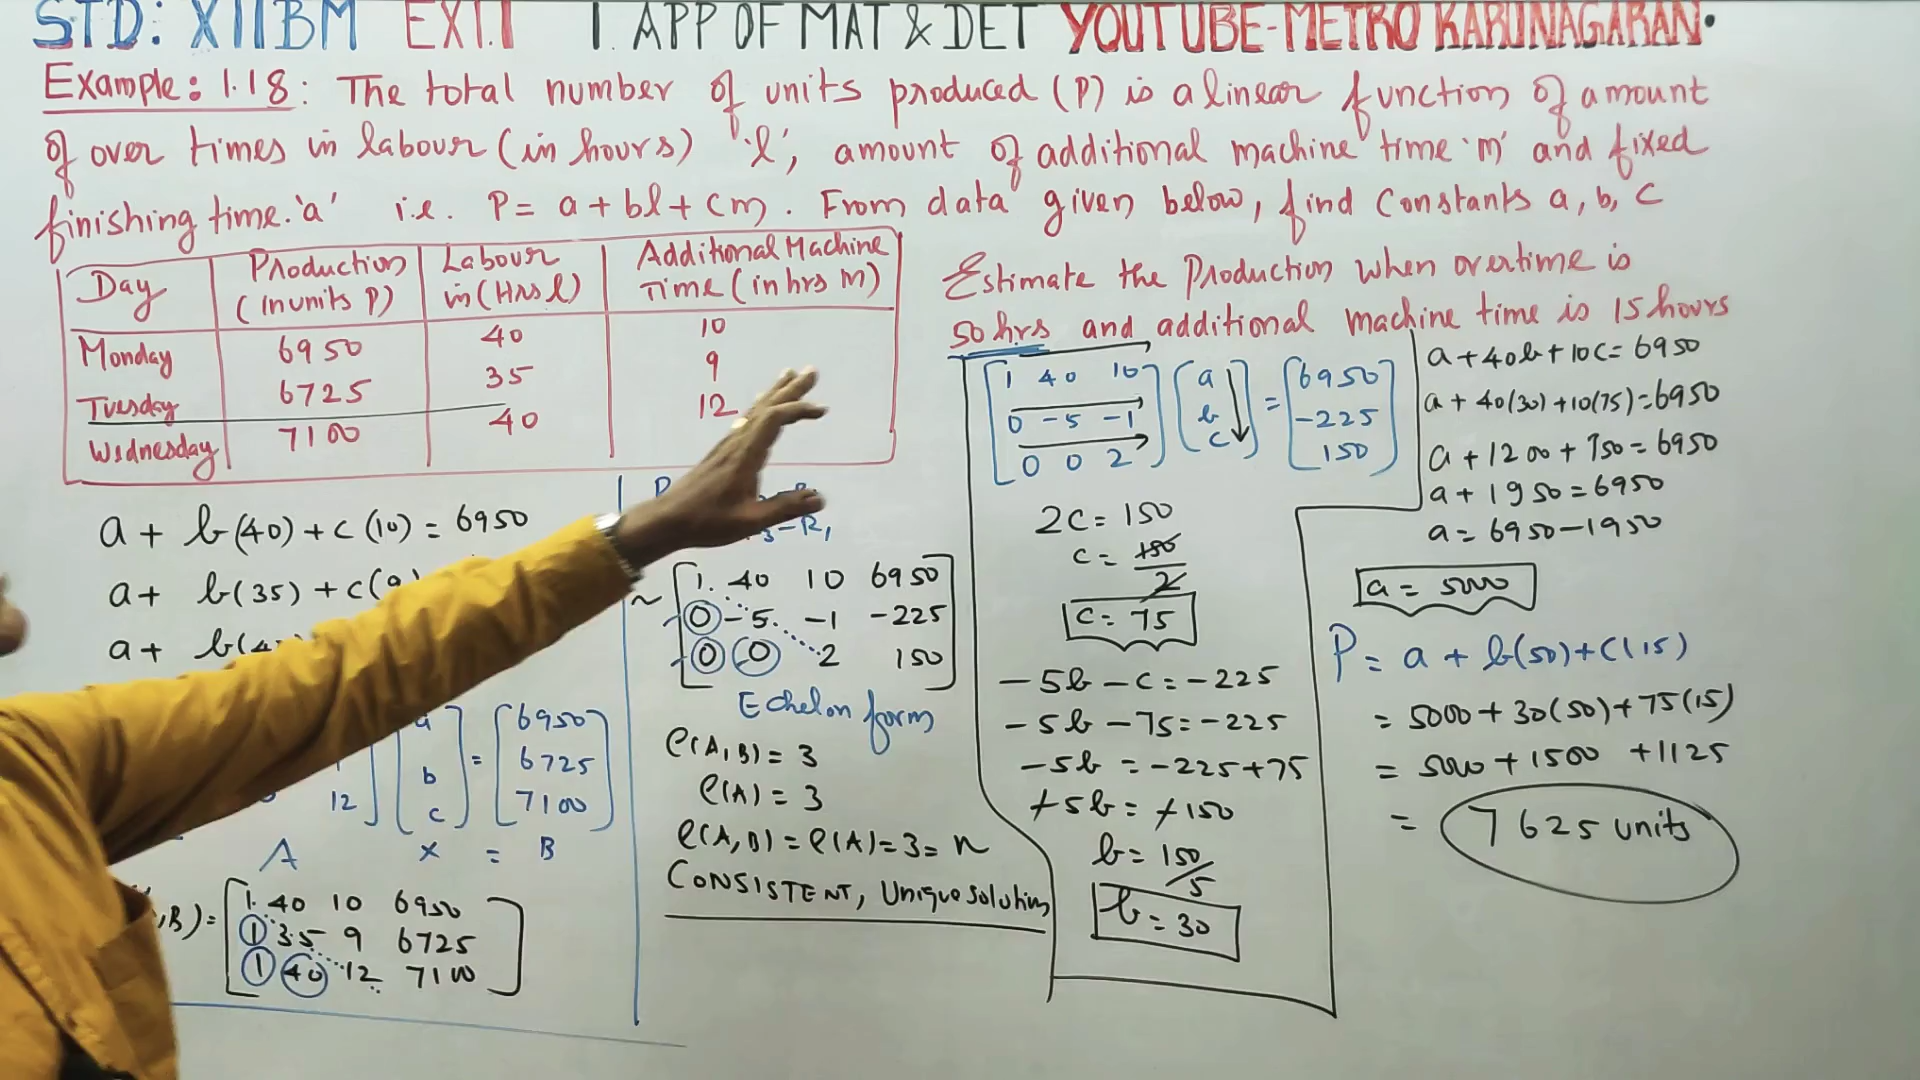 STD: XIIBM EX1.1 1. APP OF MAT & DET YOUTUBE-METRO KARUNAGARAN.
Example: 1.18: The total number of units produced (P) is a linear function of amount
of over times in labour (in hours) 'l', amount of additional machine time 'm' and fixed
finishing time. 'a' i.e. P = a + bl + cm. From data given below, find Constants a, b, c
Day Production (in units P) Labour in (Hrs l) Additional Machine Time (in hrs M)
Monday 6950 40 10
Tuesday 6725 35 9
Wednesday 7100 40 12
Estimate the Production when overtime is
50 hrs and additional machine time is 15 hours
a + b(40) + c(10) = 6950
a + b(35) + c(9)
a + b(4
a
b
c
=
6950
6725
7100
12
A X = B
,B) =
1 40 10 6950
1 35 9 6725
1 40 12 7100
3 - R1
~
1 40 10 6950
0 -5 -1 -225
0 0 2 150
Echelon form
ρ(A,B) = 3
ρ(A) = 3
ρ(A,B) = ρ(A) = 3 = n
CONSISTENT, Unique solution
1 40 10 a 6950
0 -5 -1 b = -225
0 0 2 c 150
2c = 150
c = 150/2
c = 75
-5b - c = -225
-5b - 75 = -225
-5b = -225 + 75
+5b = +150
b = 150/5
b = 30
a + 40b + 10c = 6950
a + 40(30) + 10(75) = 6950
a + 1200 + 750 = 6950
a + 1950 = 6950
a = 6950 - 1950
a = 5000
P = a + b(50) + c(15)
= 5000 + 30(50) + 75(15)
= 5000 + 1500 + 1125
= 7625 units